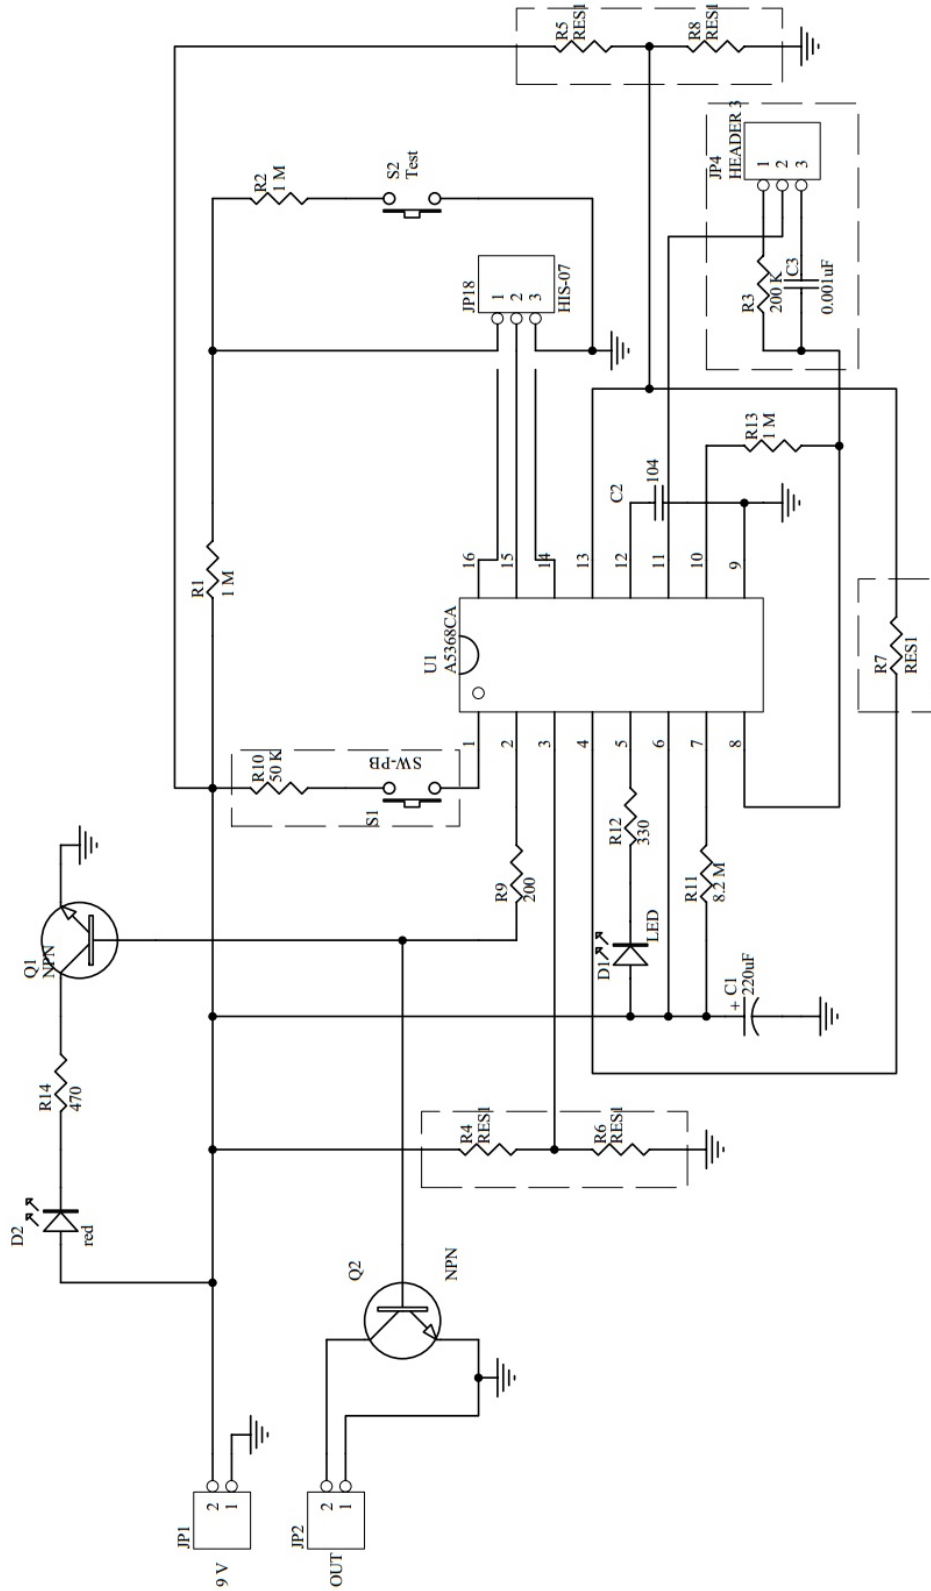 R5
RES1
R8
RES1
JP4
HEADER 3
1
2
3
R2
1 M
S2
Test
JP18
1
2
3
HIS-07
R3
200 K
C3
0.001uF
R13
1 M
C2
104
R1
1 M
16
15
14
13
12
11
10
9
U1
A5368CA
R7
RES1
R10
50 K
SW-PB
S1
1
2
3
4
5
6
7
8
R9
200
R12
330
R11
8.2 M
Q1
NPN
D1
LED
+
C1
220uF
R14
470
R4
RES1
R6
RES1
D2
red
Q2
NPN
JP1
2
1
9 V
JP2
2
1
OUT